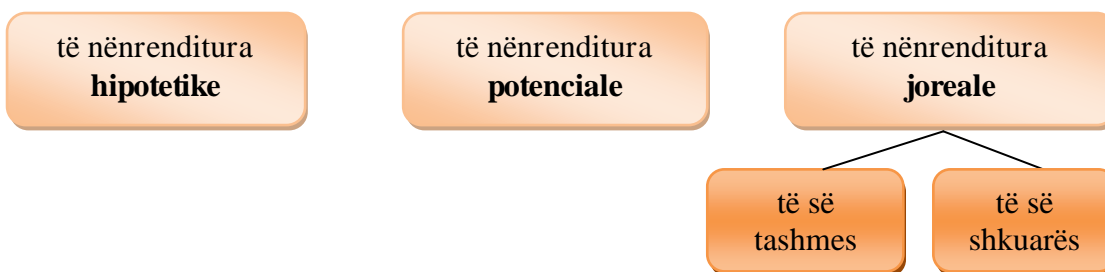 të nënrenditura
hipotetike
të nënrenditura
potenciale
të nënrenditura
joreale
të së
tashmes
të së
shkuarës